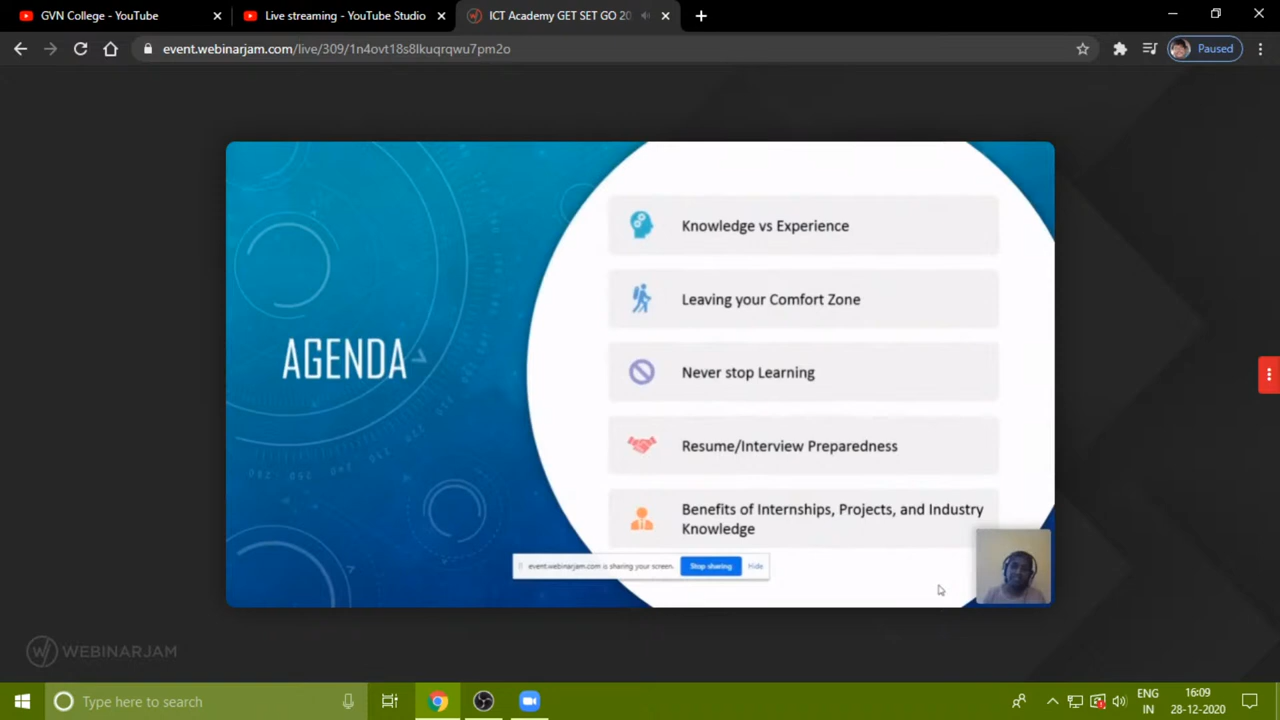 GVN College - YouTube
Live streaming - YouTube Studio
ICT Academy GET SET GO 20
event.webinarjam.com/live/309/1n4ovt18s8lkuqrqwu7pm2o
Paused
AGENDA
Knowledge vs Experience
Leaving your Comfort Zone
Never stop Learning
Resume/Interview Preparedness
Benefits of Internships, Projects, and Industry
Knowledge
event.webinarjam.com is sharing your screen.
Stop sharing
Hide
WEBINARJAM
Type here to search
ENG
IN
16:09
28-12-2020